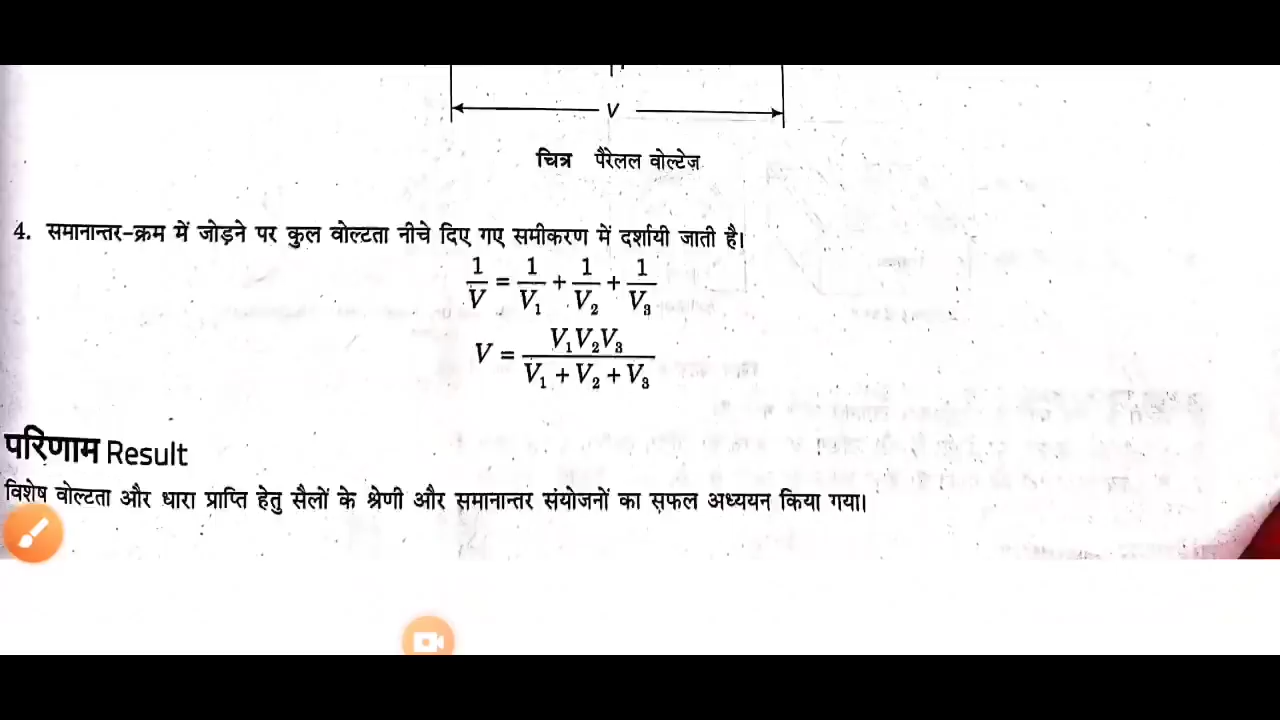 V
चित्र पैरेलल वोल्टेज़
4. समानान्तर-क्रम में जोड़ने पर कुल वोल्टता नीचे दिए गए समीकरण में दर्शायी जाती है।
1/V = 1/V₁ + 1/V₂ + 1/V₃
V = V₁V₂V₃/V₁ + V₂ + V₃
परिणाम Result
विशेष वोल्टता और धारा प्राप्ति हेतु सैलों के श्रेणी और समानान्तर संयोजनों का सफल अध्ययन किया गया।